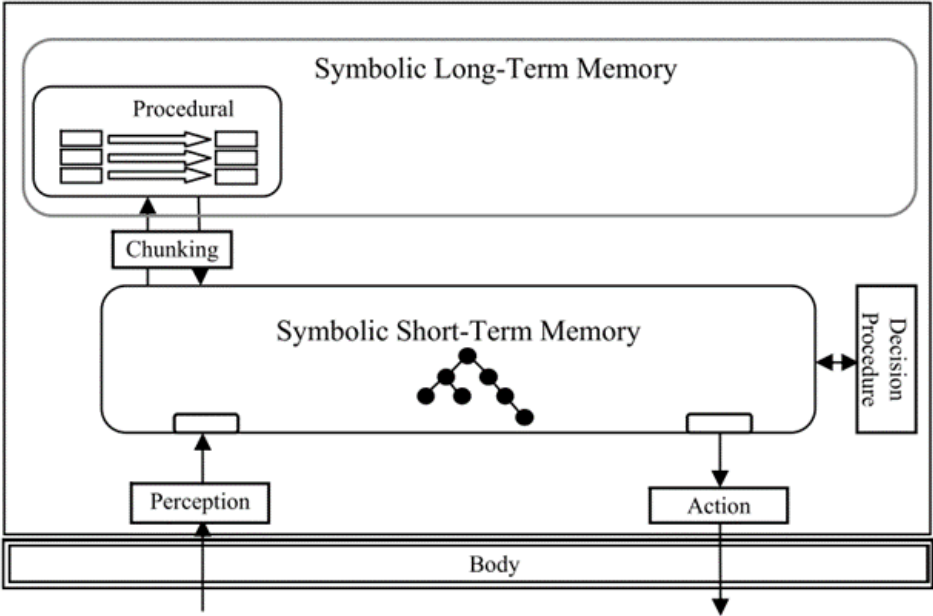 Symbolic Long-Term Memory
Procedural
Chunking
Symbolic Short-Term Memory
Decision
Procedure
Perception
Action
Body